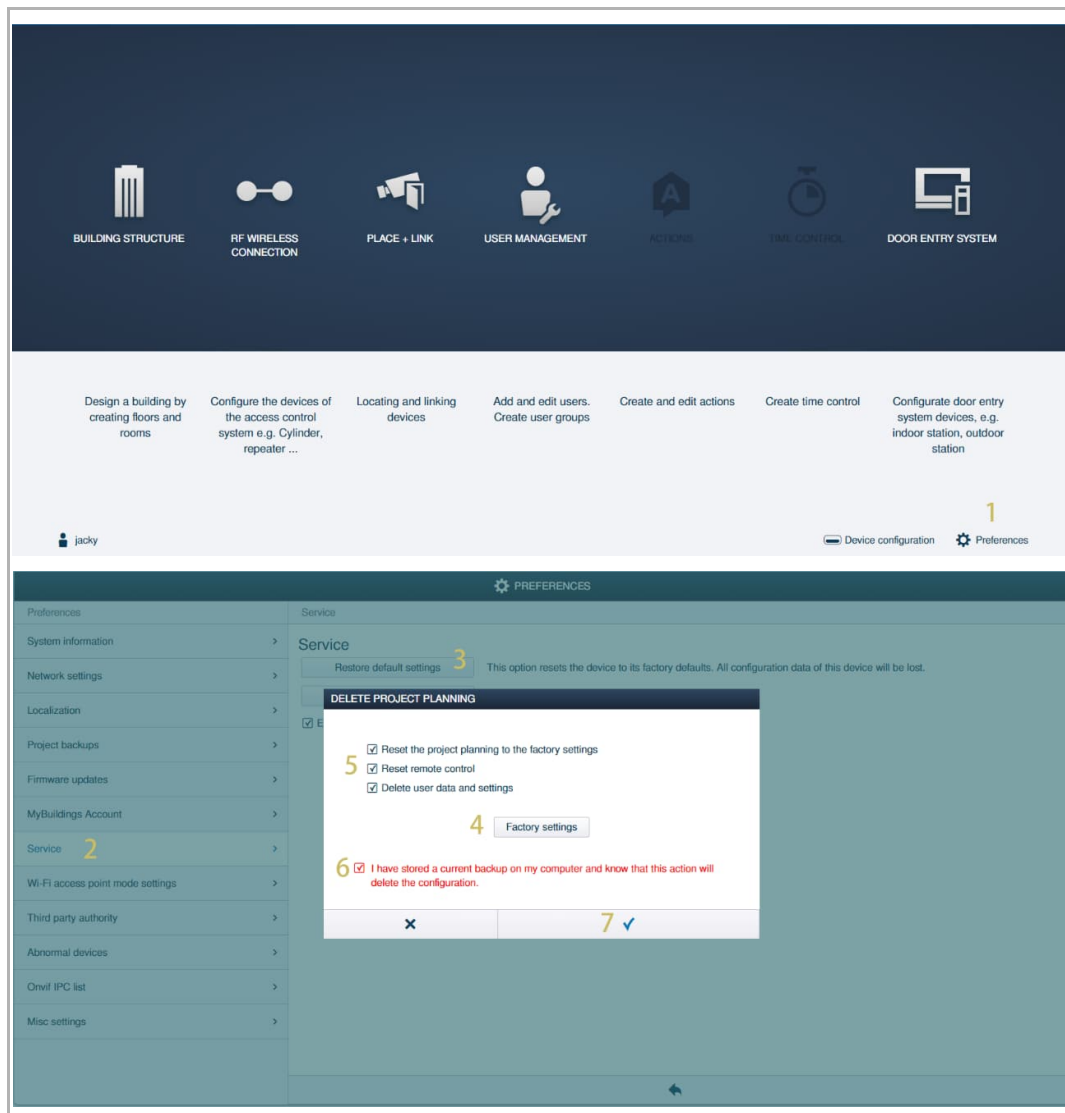 BUILDING STRUCTURE
RF WIRELESS
CONNECTION
PLACE + LINK
USER MANAGEMENT
ACTIONS
TIME CONTROL
DOOR ENTRY SYSTEM
Design a building by
creating floors and
rooms
Configure the devices of
the access control
system e.g. Cylinder,
repeater ...
Locating and linking
devices
Add and edit users.
Create user groups
Create and edit actions
Create time control
Configurate door entry
system devices, e.g.
indoor station, outdoor
station
1
jacky
Device configuration
Preferences
PREFERENCES
Preferences
Service
System information
Network settings
Localization
Project backups
Firmware updates
MyBuildings Account
Service 2
Wi-Fi access point mode settings
Third party authority
Abnormal devices
Onvif IPC list
Misc settings
Service
Restore default settings 3
This option resets the device to its factory defaults. All configuration data of this device will be lost.
E
DELETE PROJECT PLANNING
Reset the project planning to the factory settings
5 Reset remote control
Delete user data and settings
4 Factory settings
6 I have stored a current backup on my computer and know that this action will
delete the configuration.
7